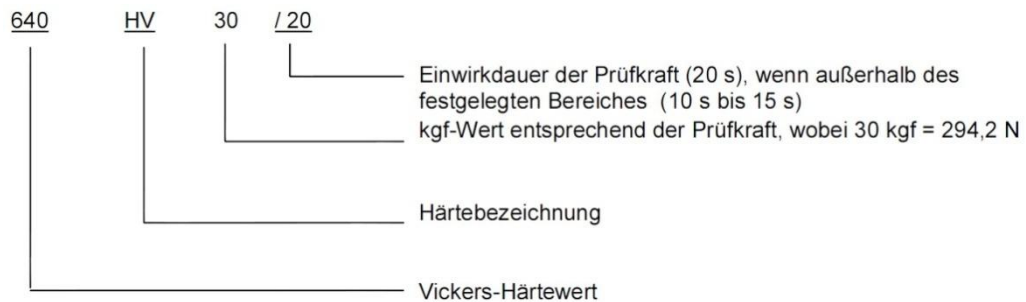 640 HV 30 / 20
Einwirkdauer der Prüfkraft (20 s), wenn außerhalb des
festgelegten Bereiches (10 s bis 15 s)
kgf-Wert entsprechend der Prüfkraft, wobei 30 kgf = 294,2 N
Härtebezeichnung
Vickers-Härtewert